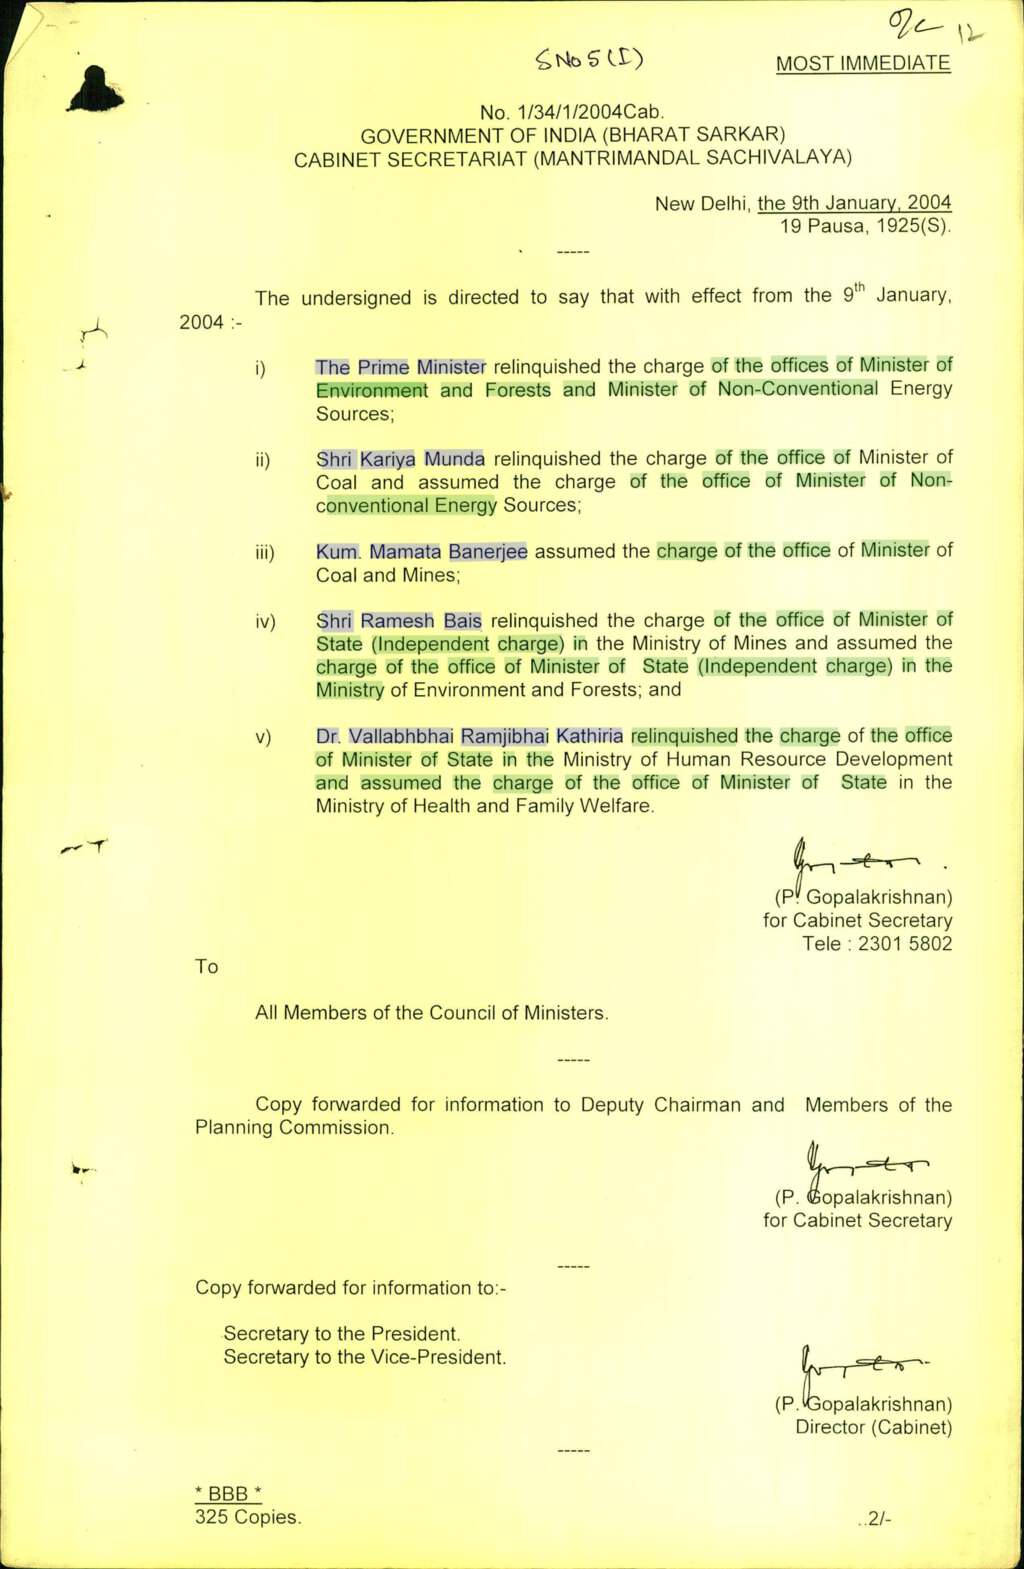 O/c 12
SNo 5 (I)
MOST IMMEDIATE
No. 1/34/1/2004Cab.
GOVERNMENT OF INDIA (BHARAT SARKAR)
CABINET SECRETARIAT (MANTRIMANDAL SACHIVALAYA)
New Delhi, the 9th January, 2004
19 Pausa, 1925(S).
-----
The undersigned is directed to say that with effect from the 9th January,
2004 :-
i) The Prime Minister relinquished the charge of the offices of Minister of
Environment and Forests and Minister of Non-Conventional Energy
Sources;
ii) Shri Kariya Munda relinquished the charge of the office of Minister of
Coal and assumed the charge of the office of Minister of Non-
conventional Energy Sources;
iii) Kum. Mamata Banerjee assumed the charge of the office of Minister of
Coal and Mines;
iv) Shri Ramesh Bais relinquished the charge of the office of Minister of
State (Independent charge) in the Ministry of Mines and assumed the
charge of the office of Minister of State (Independent charge) in the
Ministry of Environment and Forests; and
v) Dr. Vallabhbhai Ramjibhai Kathiria relinquished the charge of the office
of Minister of State in the Ministry of Human Resource Development
and assumed the charge of the office of Minister of State in the
Ministry of Health and Family Welfare.
(P. Gopalakrishnan)
for Cabinet Secretary
Tele : 2301 5802
To
All Members of the Council of Ministers.
-----
Copy forwarded for information to Deputy Chairman and Members of the
Planning Commission.
(P. Gopalakrishnan)
for Cabinet Secretary
-----
Copy forwarded for information to:-
Secretary to the President.
Secretary to the Vice-President.
(P. Gopalakrishnan)
Director (Cabinet)
-----
* BBB *
325 Copies.
..2/-